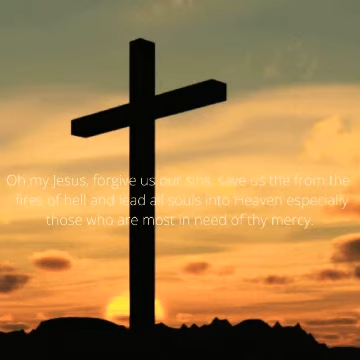 Oh my Jesus, forgive us our sins, save us the from the
fires of hell and lead all souls into Heaven especially
those who are most in need of thy mercy.